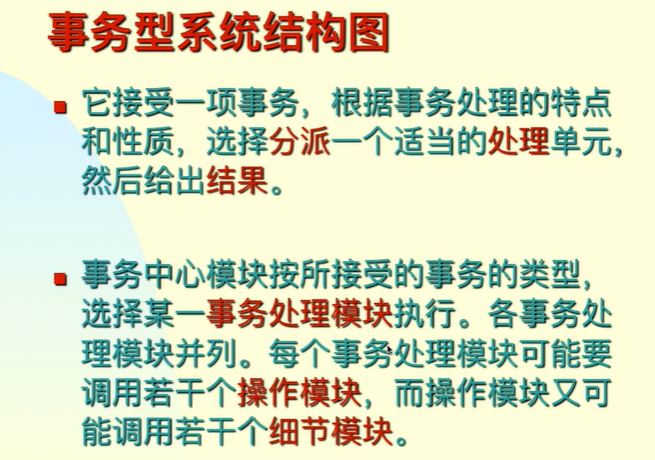 事务型系统结构图
它接受一项事务，根据事务处理的特点
和性质，选择分派一个适当的处理单元，
然后给出结果。
事务中心模块按所接受的事务的类型，
选择某一事务处理模块执行。各事务处
理模块并列。每个事务处理模块可能要
调用若干个操作模块，而操作模块又可
能调用若干个细节模块。